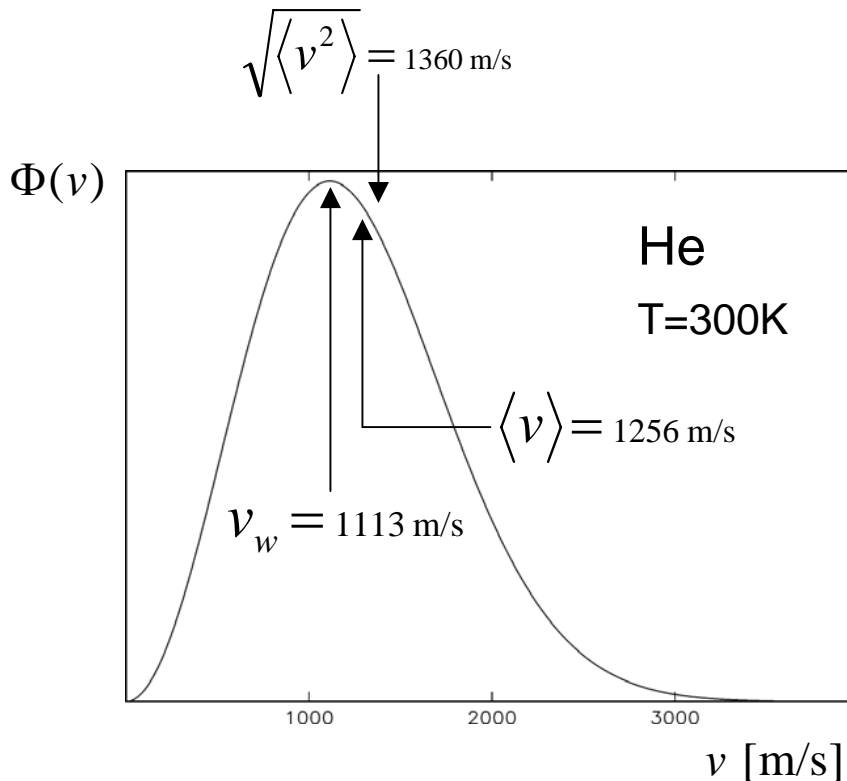 √⟨v²⟩ = 1360 m/s
Φ(v)
He
T=300K
⟨v⟩ = 1256 m/s
v_w = 1113 m/s
1000 2000 3000
v [m/s]